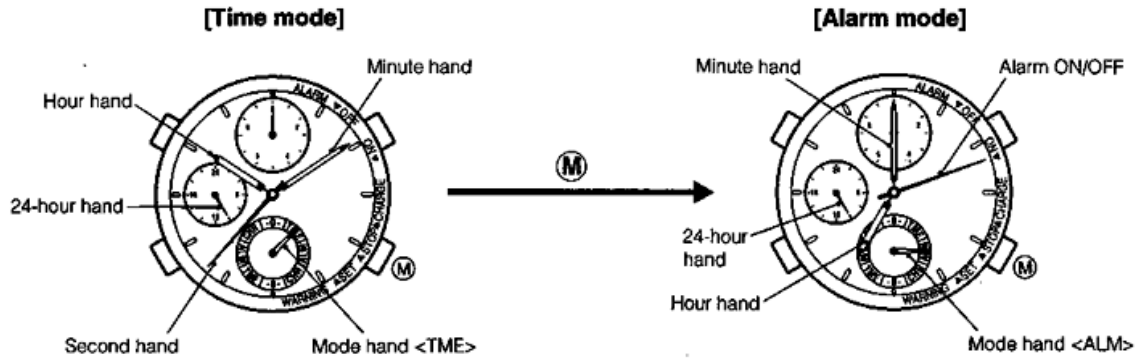 [Time mode]
[Alarm mode]
Minute hand
Hour hand
24-hour hand
Second hand
Mode hand <TME>
ALARM ▼OFF ON▼
WARNING ▲SET ▲STOP&CHARGE
M
M
Minute hand
Alarm ON/OFF
24-hour
hand
Hour hand
Mode hand <ALM>
ALARM ▼OFF ON▼
WARNING ▲SET ▲STOP&CHARGE
M